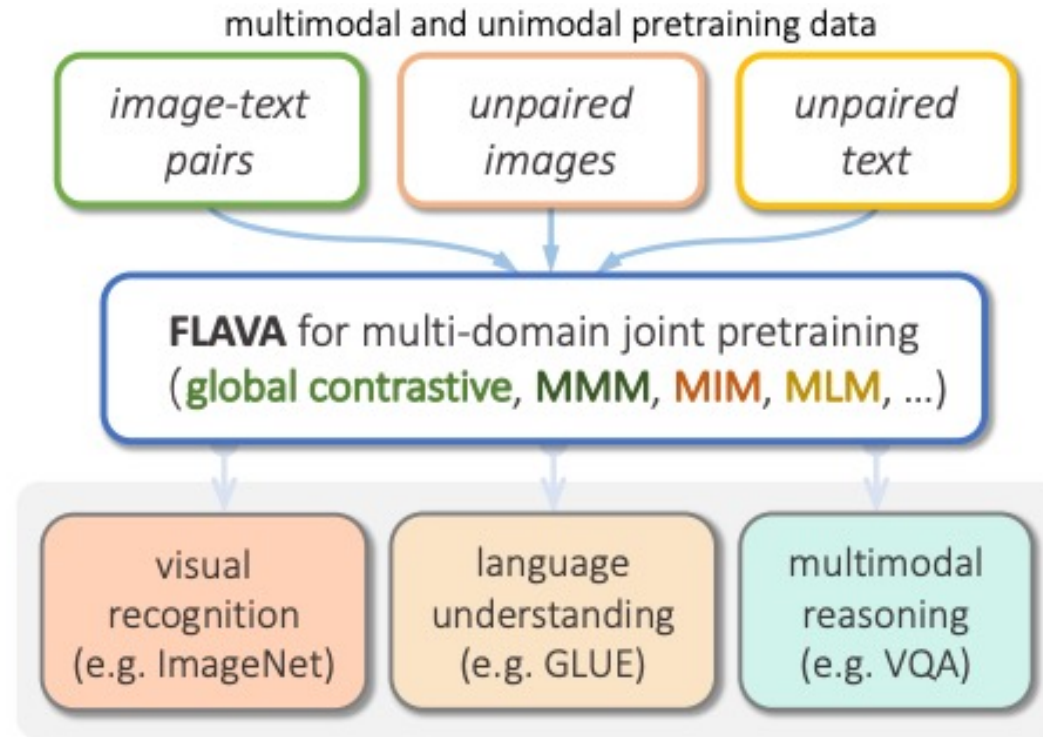 multimodal and unimodal pretraining data
image-text
pairs
unpaired
images
unpaired
text
FLAVA for multi-domain joint pretraining
(global contrastive, MMM, MIM, MLM, ...)
visual
recognition
(e.g. ImageNet)
language
understanding
(e.g. GLUE)
multimodal
reasoning
(e.g. VQA)